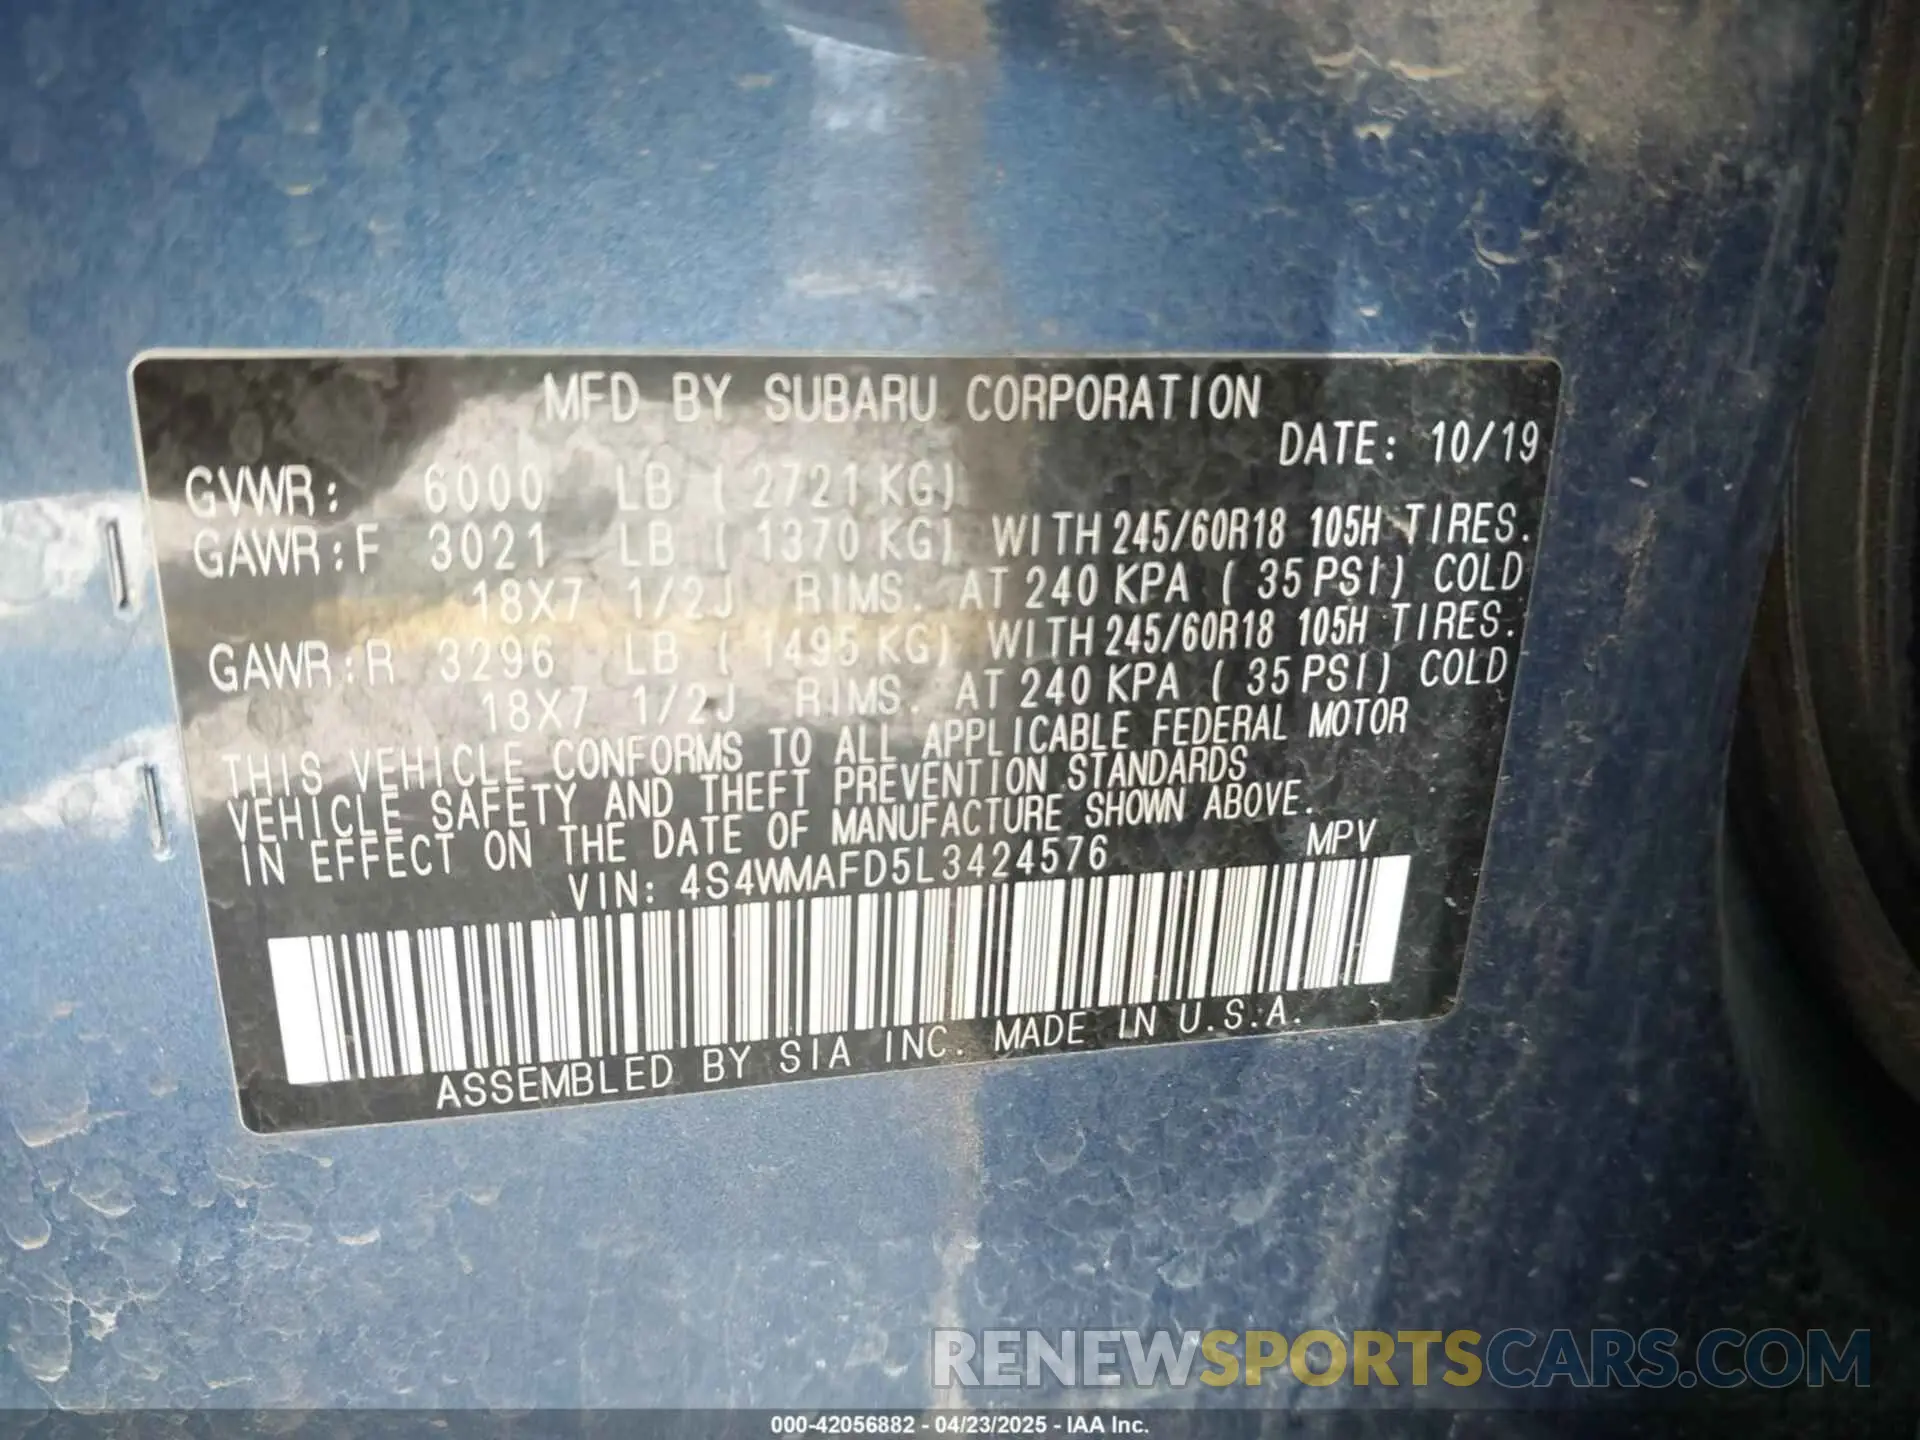 MFD BY SUBARU CORPORATION
DATE: 10/19
GVWR: 6000 LB ( 2721 KG)
GAWR:F 3021 LB ( 1370 KG) WITH 245/60R18 105H TIRES.
18X7 1/2J RIMS. AT 240 KPA ( 35 PSI) COLD
GAWR:R 3296 LB ( 1495 KG) WITH 245/60R18 105H TIRES.
18X7 1/2J RIMS. AT 240 KPA ( 35 PSI) COLD
THIS VEHICLE CONFORMS TO ALL APPLICABLE FEDERAL MOTOR
VEHICLE SAFETY AND THEFT PREVENTION STANDARDS
IN EFFECT ON THE DATE OF MANUFACTURE SHOWN ABOVE.
VIN: 4S4WMAFD5L3424576 MPV
ASSEMBLED BY SIA INC. MADE IN U.S.A.
RENEWSPORTSCARS.COM
000-42056882 - 04/23/2025 - IAA Inc.